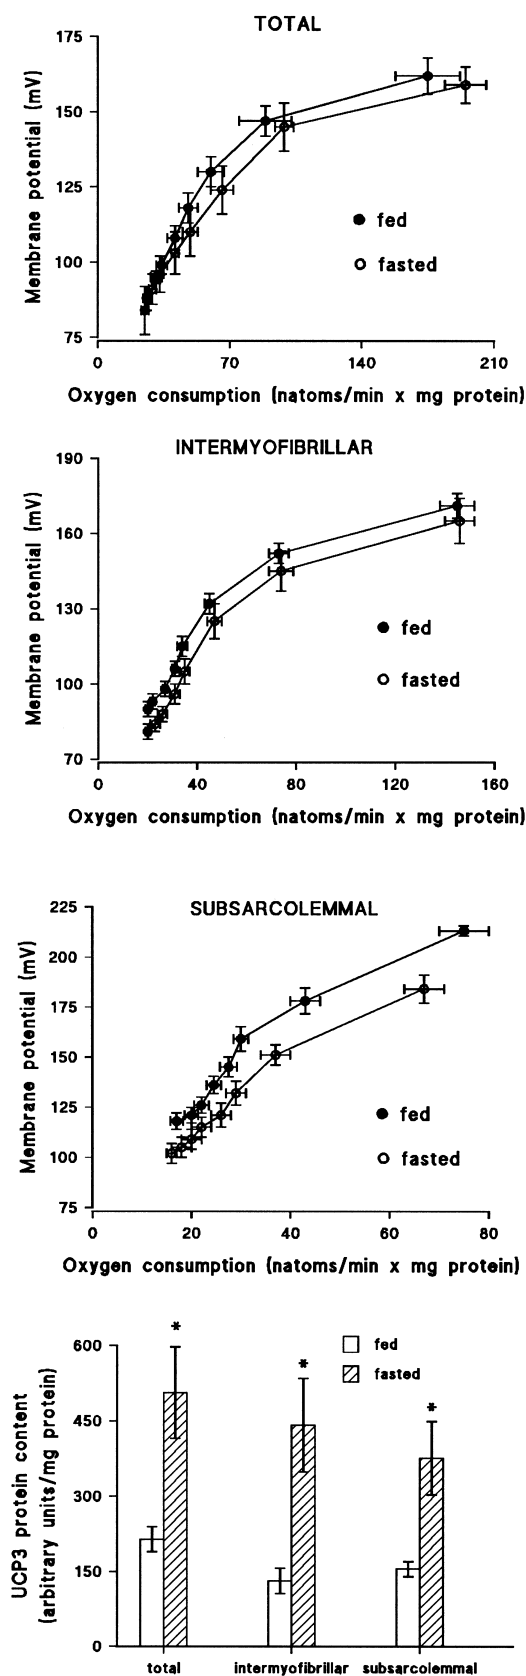 TOTAL
175
150
125
100
75
Membrane potential (mV)
fed
fasted
0 70 140 210
Oxygen consumption (natoms/min x mg protein)
INTERMYOFIBRILLAR
190
160
130
100
70
Membrane potential (mV)
fed
fasted
0 40 80 120 160
Oxygen consumption (natoms/min x mg protein)
SUBSARCOLEMMAL
225
200
175
150
125
100
75
Membrane potential (mV)
fed
fasted
0 20 40 60 80
Oxygen consumption (natoms/min x mg protein)
600
450
300
150
0
UCP3 protein content
(arbitrary units/mg protein)
fed
fasted
* * *
total intermyofibrillar subsarcolemmal